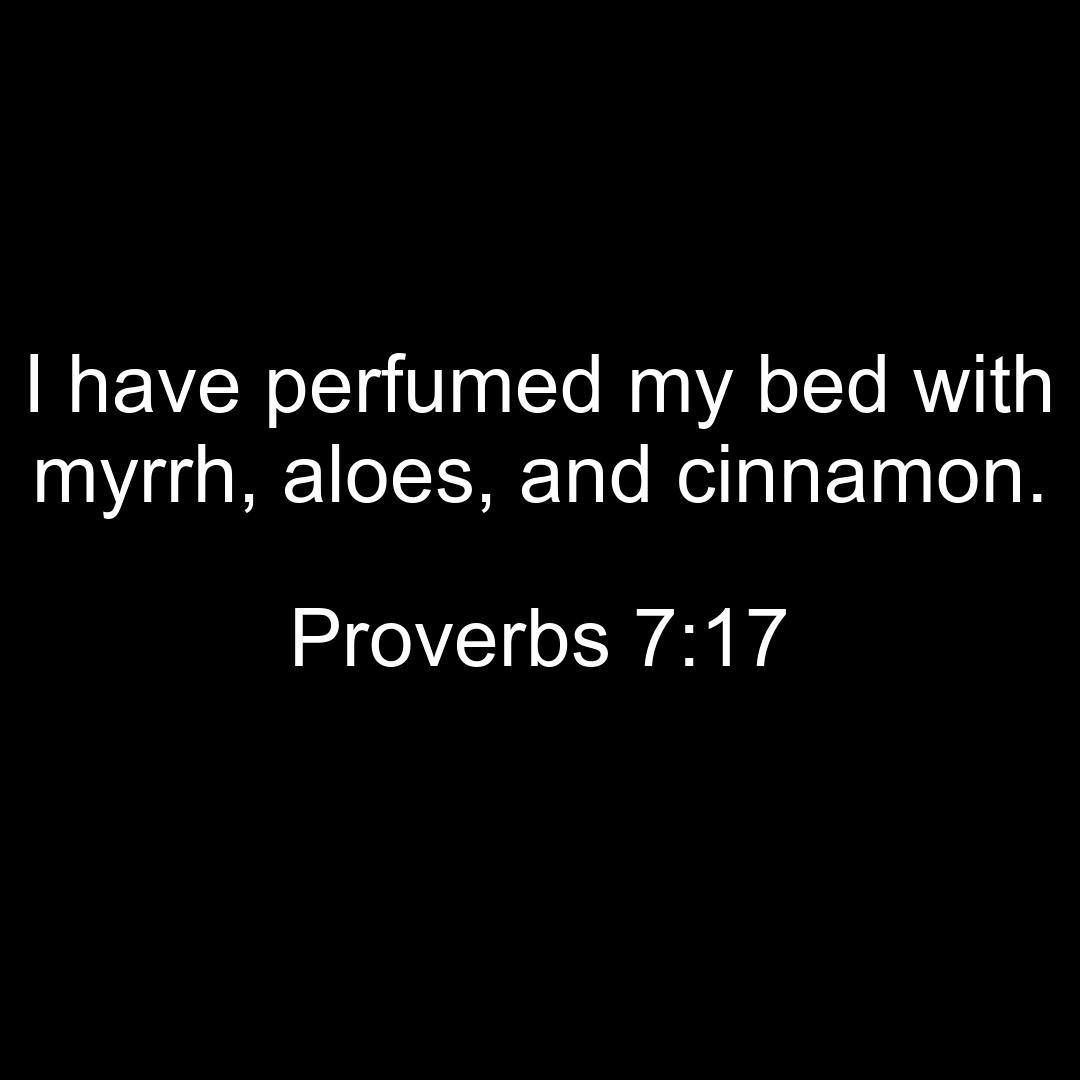 I have perfumed my bed with
myrrh, aloes, and cinnamon.
Proverbs 7:17